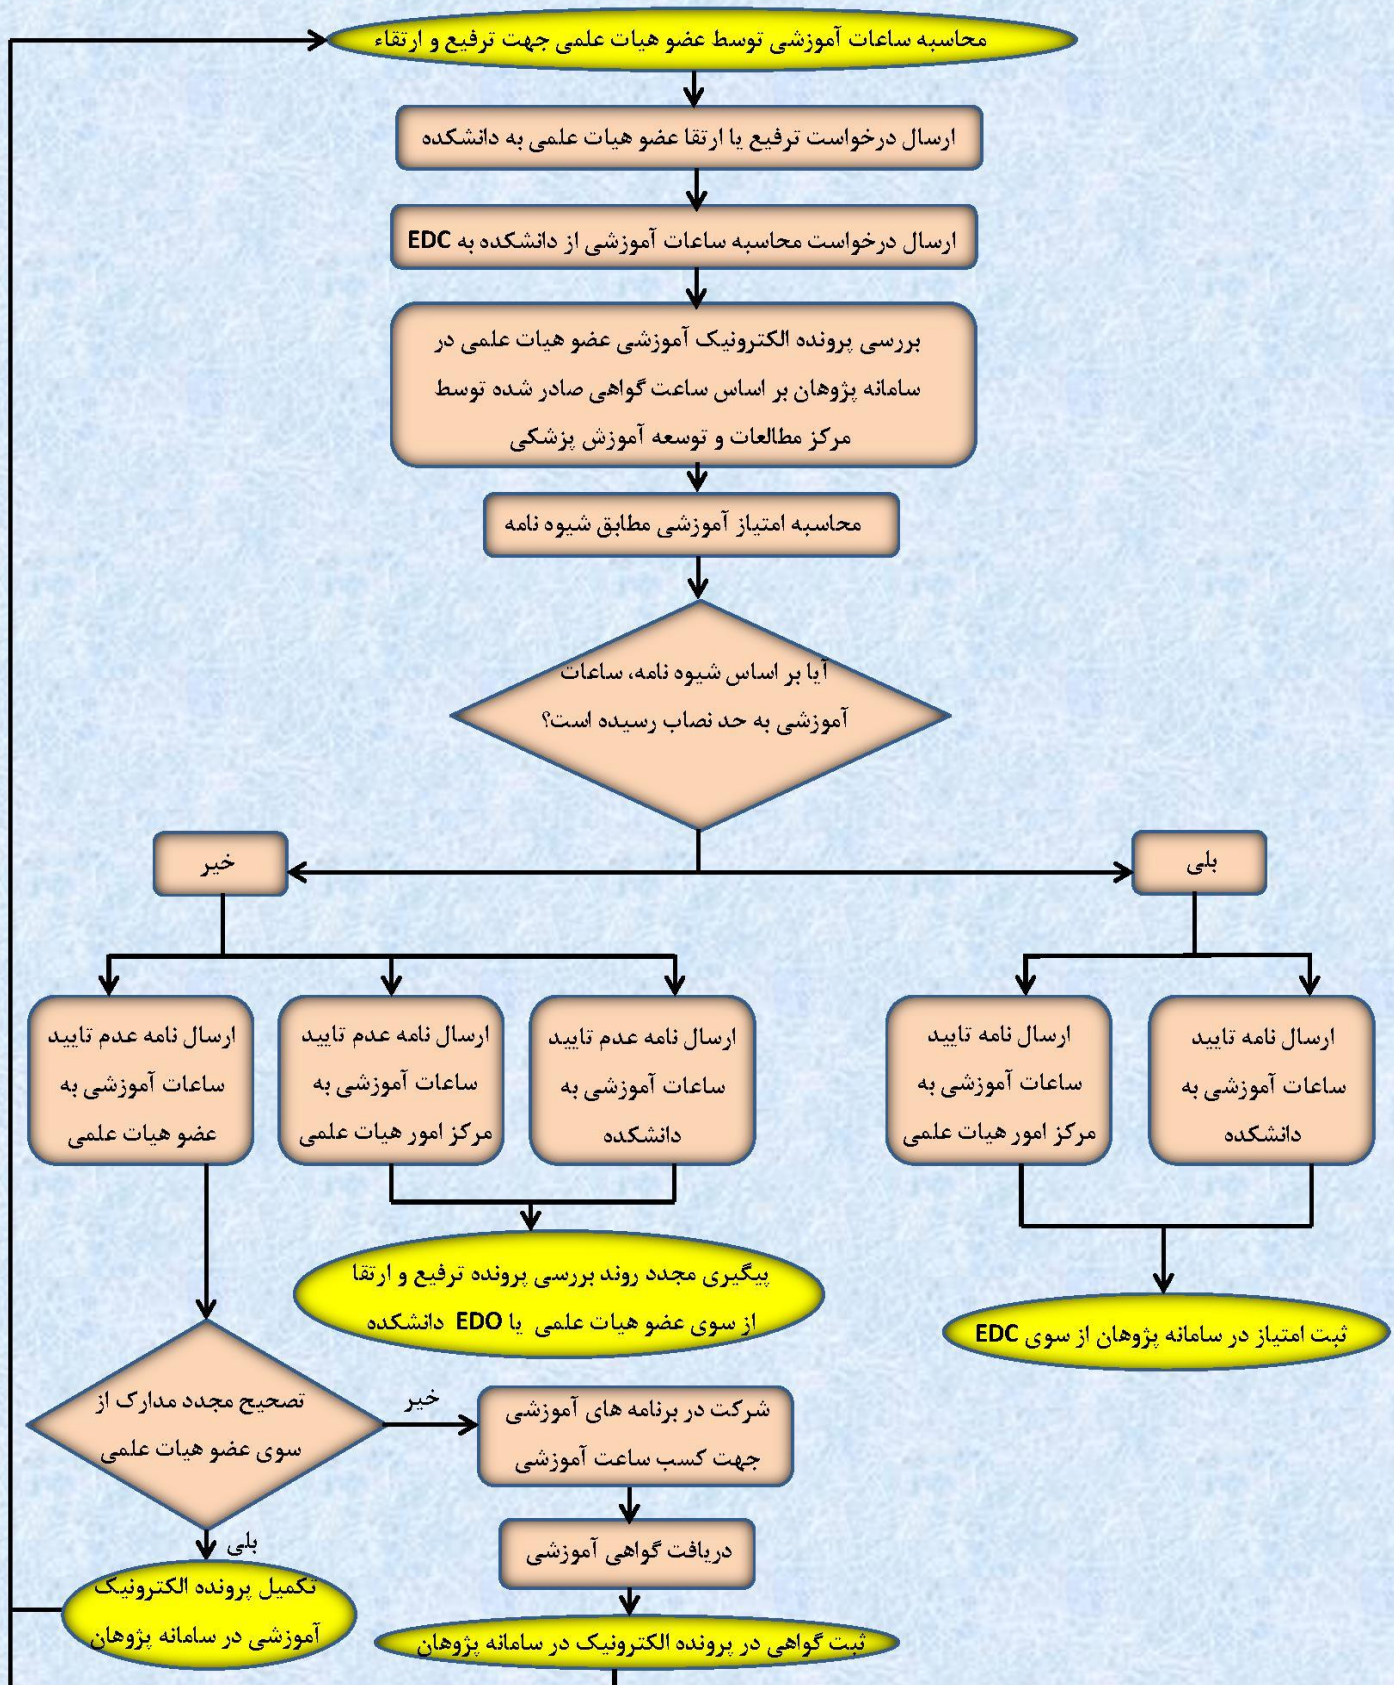 محاسبه ساعات آموزشی توسط عضو هیات علمی جهت ترفیع و ارتقاء
ارسال درخواست ترفیع یا ارتقا عضو هیات علمی به دانشکده
ارسال درخواست محاسبه ساعات آموزشی از دانشکده به EDC
بررسی پرونده الکترونیک آموزشی عضو هیات علمی در
سامانه پژوهان بر اساس ساعت گواهی صادر شده توسط
مرکز مطالعات و توسعه آموزش پزشکی
محاسبه امتیاز آموزشی مطابق شیوه نامه
آیا بر اساس شیوه نامه، ساعات
آموزشی به حد نصاب رسیده است؟
بلی
خیر
ارسال نامه تایید
ساعات آموزشی به
دانشکده
ارسال نامه تایید
ساعات آموزشی به
مرکز امور هیات علمی
ارسال نامه عدم تایید
ساعات آموزشی به
دانشکده
ارسال نامه عدم تایید
ساعات آموزشی به
مرکز امور هیات علمی
ارسال نامه عدم تایید
ساعات آموزشی به
عضو هیات علمی
ثبت امتیاز در سامانه پژوهان از سوی EDC
پیگیری مجدد روند بررسی پرونده ترفیع و ارتقا
از سوی عضو هیات علمی یا EDO دانشکده
تصحیح مجدد مدارک از
سوی عضو هیات علمی
خیر
شرکت در برنامه های آموزشی
جهت کسب ساعت آموزشی
دریافت گواهی آموزشی
ثبت گواهی در پرونده الکترونیک در سامانه پژوهان
بلی
تکمیل پرونده الکترونیک
آموزشی در سامانه پژوهان